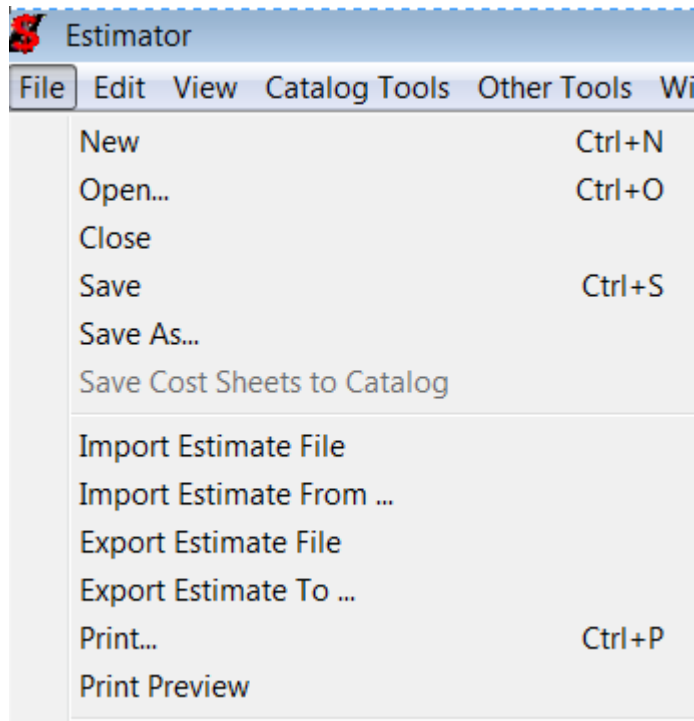 Estimator
File Edit View Catalog Tools Other Tools Wi
New Ctrl+N
Open... Ctrl+O
Close
Save Ctrl+S
Save As...
Save Cost Sheets to Catalog
Import Estimate File
Import Estimate From ...
Export Estimate File
Export Estimate To ...
Print... Ctrl+P
Print Preview